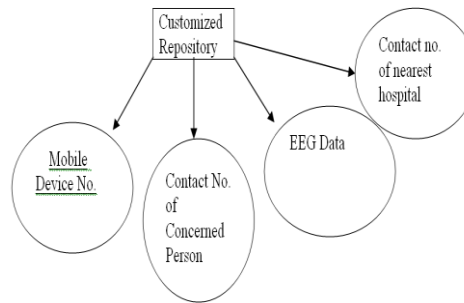 Customized
Repository
Contact no.
of nearest
hospital
Mobile
Device No.
Contact No.
of
Concerned
Person
EEG Data